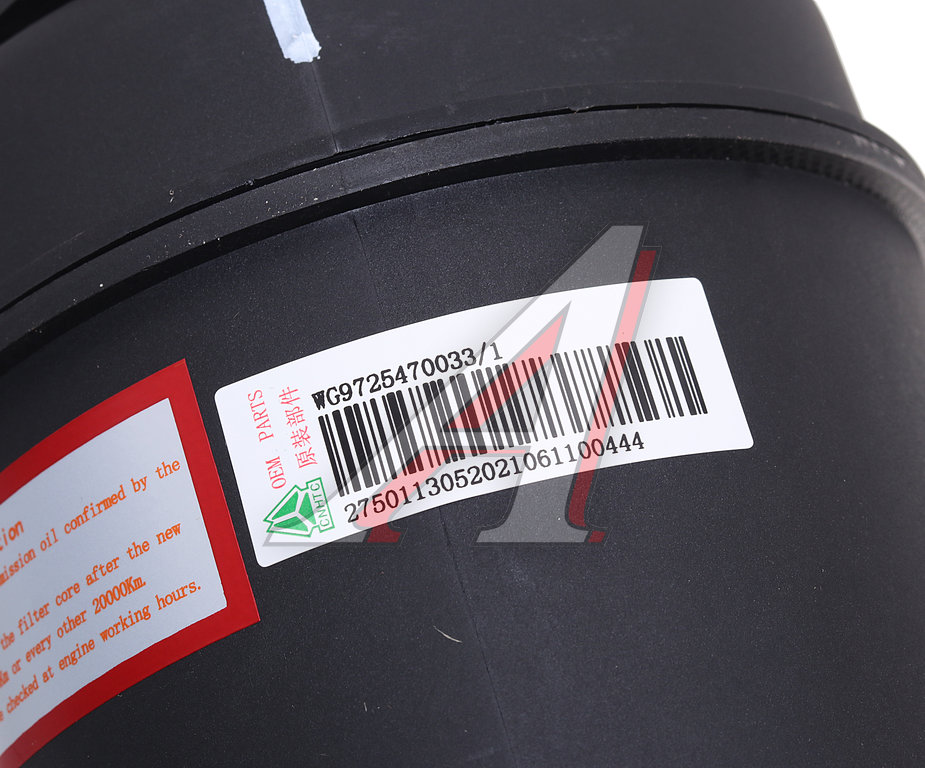 WG9725470033/1
OEM PARTS
原装部件
CNHTC
2750113052021061100444
mission oil confirmed by the
the filter core after the new
Km or every other 20000Km.
checked at engine working hours.